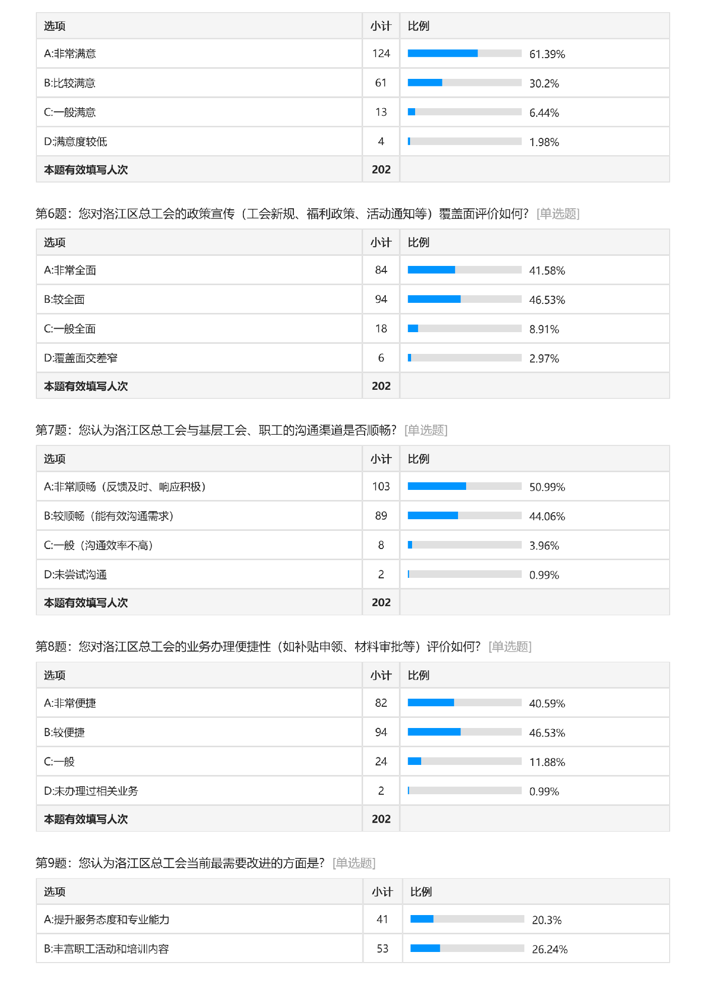 选项 小计 比例
A:非常满意 124 61.39%
B:比较满意 61 30.2%
C:一般满意 13 6.44%
D:满意度较低 4 1.98%
本题有效填写人次 202
第6题：您对洛江区总工会的政策宣传（工会新规、福利政策、活动通知等）覆盖面评价如何? [单选题]
选项 小计 比例
A:非常全面 84 41.58%
B:较全面 94 46.53%
C:一般全面 18 8.91%
D:覆盖面交差窄 6 2.97%
本题有效填写人次 202
第7题：您认为洛江区总工会与基层工会、职工的沟通渠道是否顺畅? [单选题]
选项 小计 比例
A:非常顺畅（反馈及时、响应积极） 103 50.99%
B:较顺畅（能有效沟通需求） 89 44.06%
C:一般（沟通效率不高） 8 3.96%
D:未尝试沟通 2 0.99%
本题有效填写人次 202
第8题：您对洛江区总工会的业务办理便捷性（如补贴申领、材料审批等）评价如何? [单选题]
选项 小计 比例
A:非常便捷 82 40.59%
B:较便捷 94 46.53%
C:一般 24 11.88%
D:未办理过相关业务 2 0.99%
本题有效填写人次 202
第9题：您认为洛江区总工会当前最需要改进的方面是? [单选题]
选项 小计 比例
A:提升服务态度和专业能力 41 20.3%
B:丰富职工活动和培训内容 53 26.24%